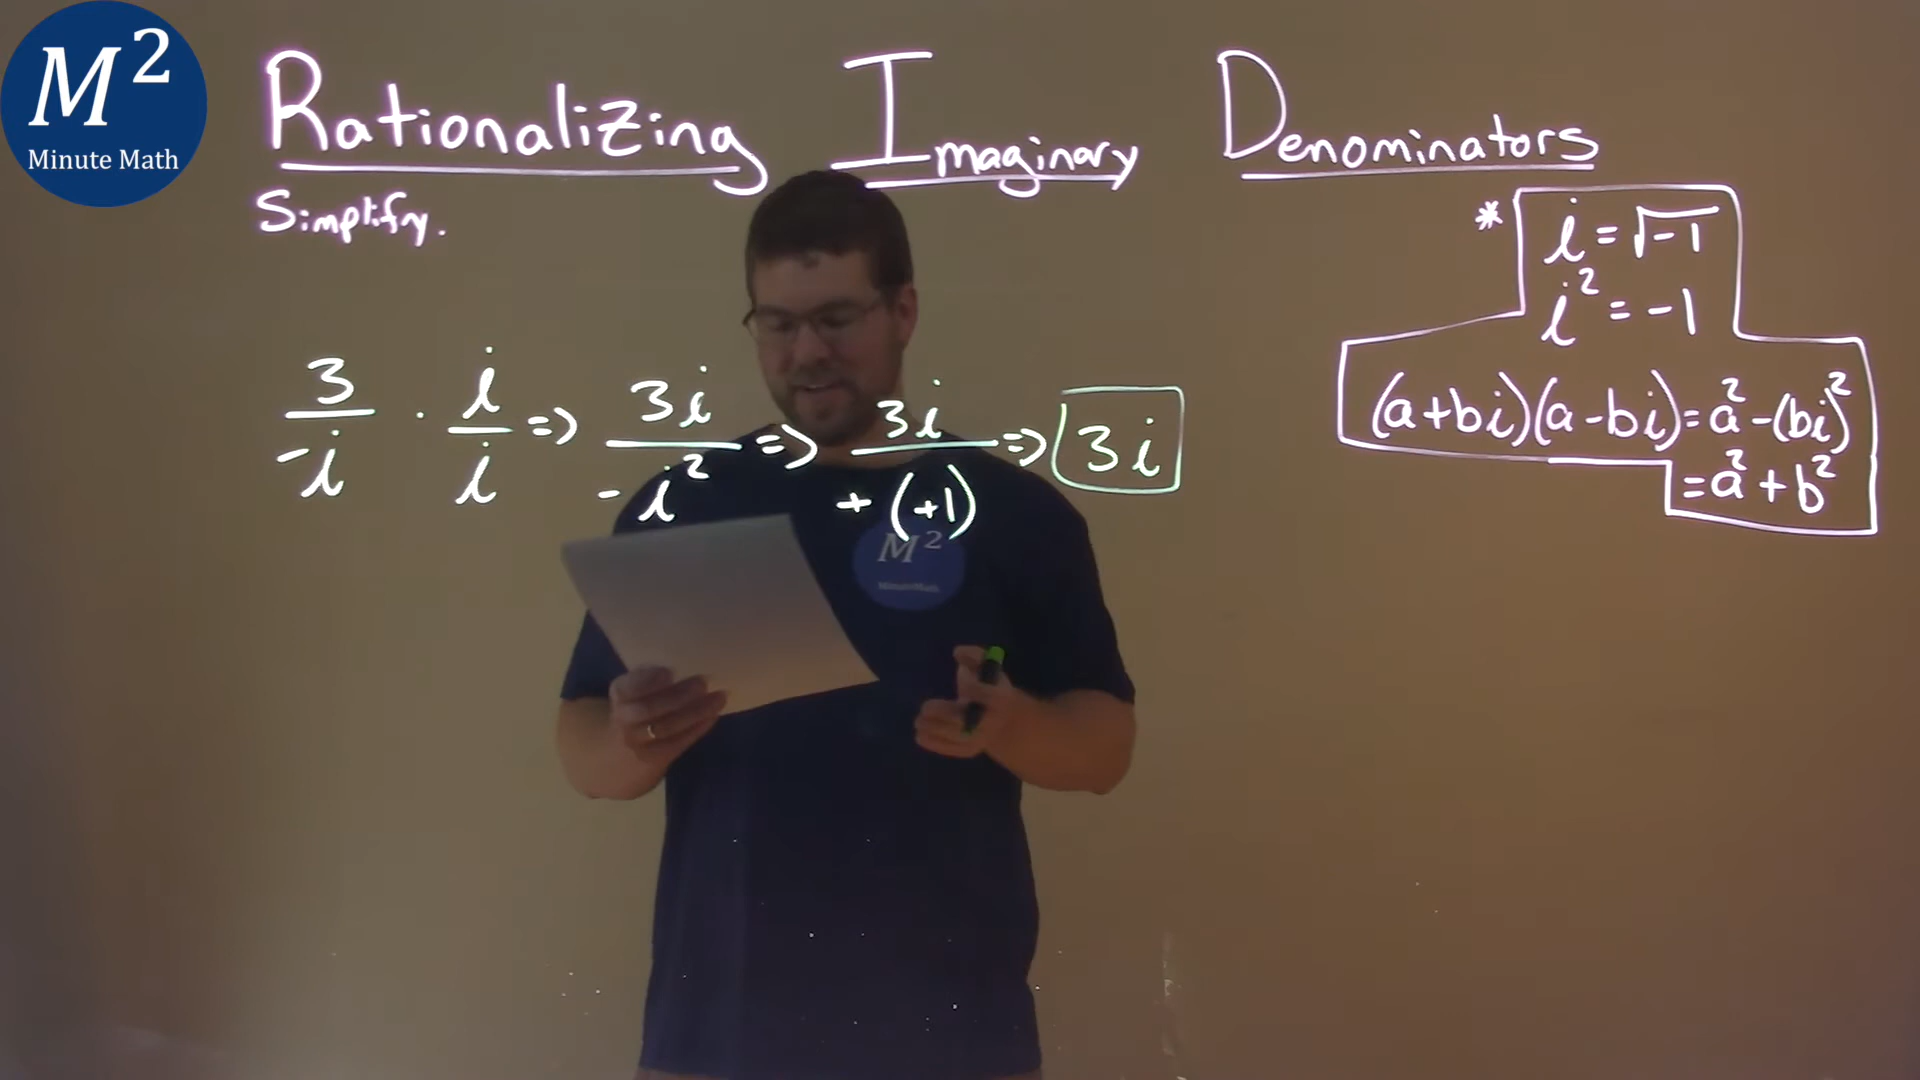 M²
Minute Math
Rationalizing Imaginary Denominators
Simplify.
* i = √-1
i² = -1
(a+bi)(a-bi) = a² - (bi)²
= a² + b²
3/-i · i/i => 3i/-i² => 3i/+(+1) => 3i
M²
MinuteMath